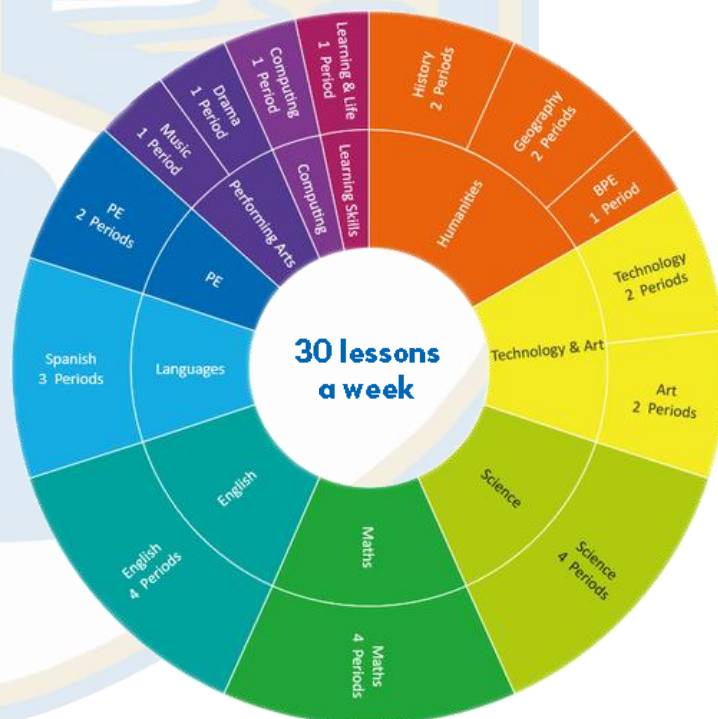 30 lessons
a week
Humanities
History
2 Periods
Geography
2 Periods
BPE
1 Period
Technology & Art
Technology
2 Periods
Art
2 Periods
Science
Science
4 Periods
Maths
Maths
4 Periods
English
English
4 Periods
Languages
Spanish
3 Periods
PE
PE
2 Periods
Performing Arts
Music
1 Period
Drama
1 Period
Computing
Computing
1 Period
Learning Skills
Learning & Life
1 Period